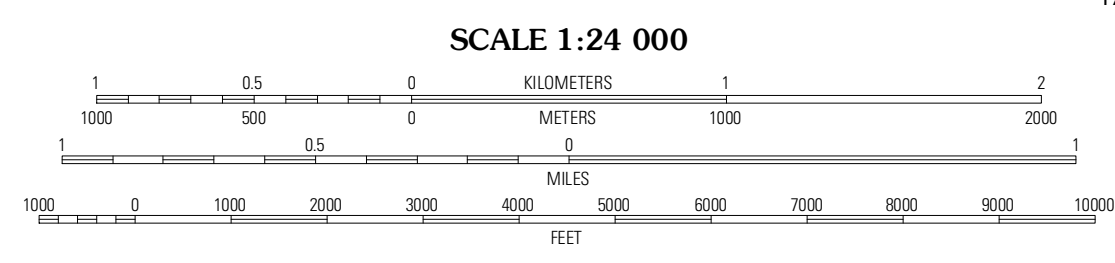 SCALE 1:24 000
1 0.5 0 KILOMETERS 1 2
1000 500 0 METERS 1000 2000
1 0.5 0 1
MILES
1000 0 1000 2000 3000 4000 5000 6000 7000 8000 9000 10000
FEET